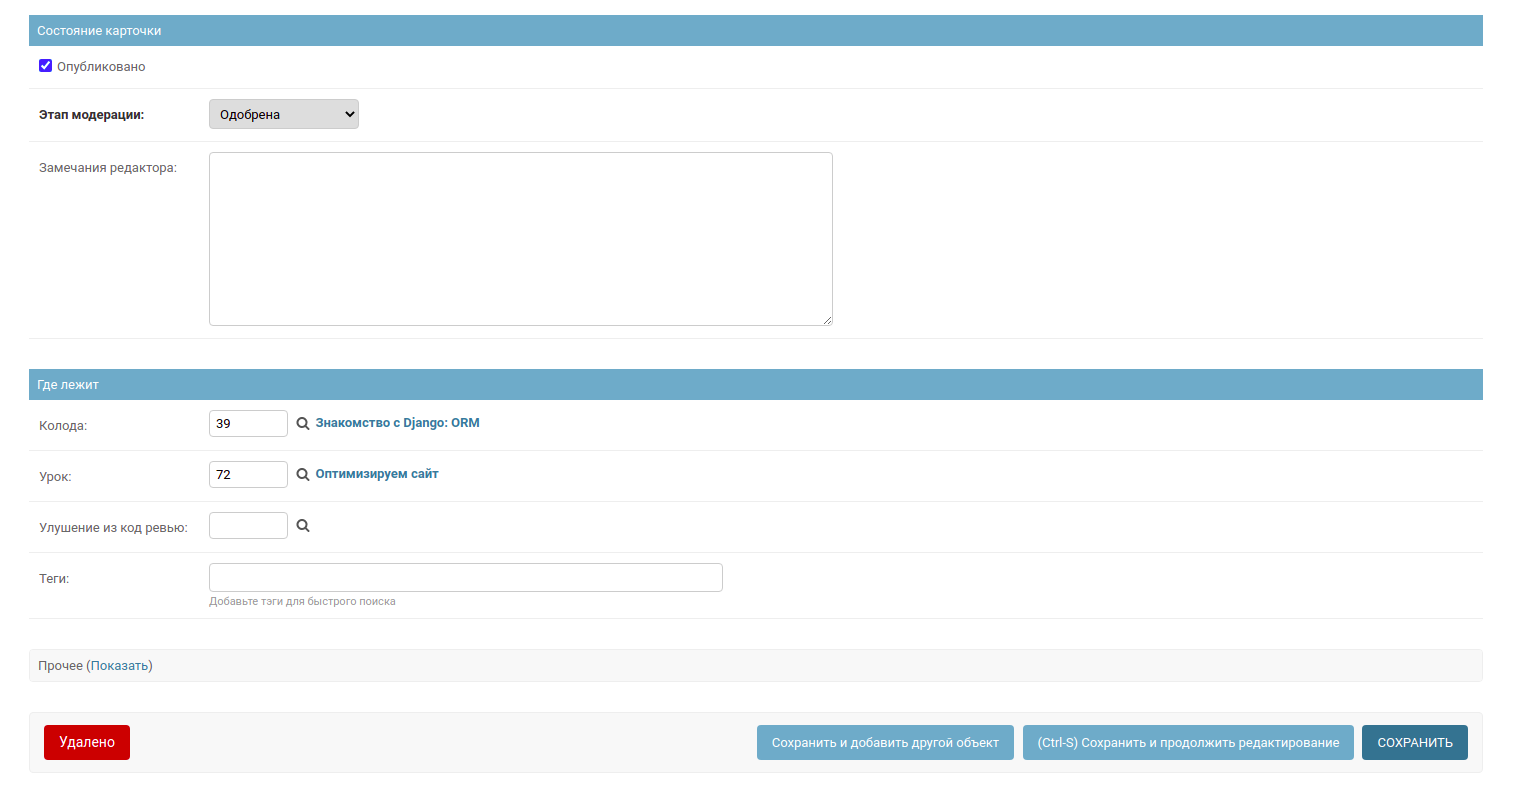 Состояние карточки
Опубликовано
Этап модерации: Одобрена
Замечания редактора:
Где лежит
Колода: 39 Знакомство с Django: ORM
Урок: 72 Оптимизируем сайт
Улушение из код ревью:
Теги:
Добавьте тэги для быстрого поиска
Прочее (Показать)
Удалено Сохранить и добавить другой объект (Ctrl-S) Сохранить и продолжить редактирование СОХРАНИТЬ